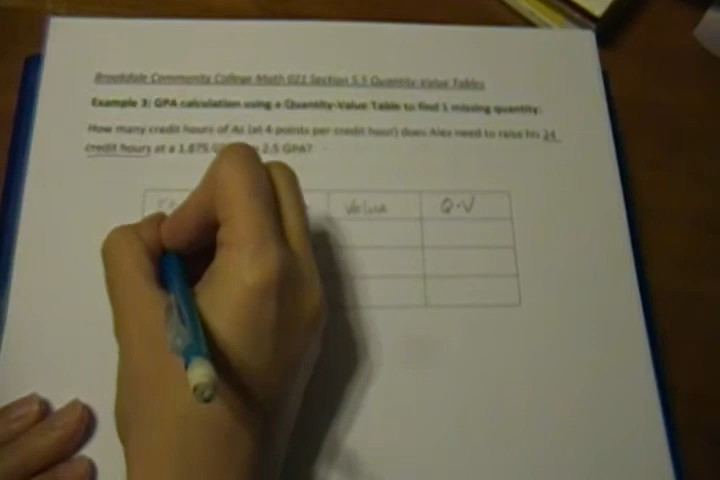 Brookdale Community College Math 021 Section 5.5 Quantity-Value Tables
Example 3: GPA calculation using a Quantity-Value Table to find 1 missing quantity:
How many credit hours of As (at 4 points per credit hour) does Alex need to raise his 24
credit hours at a 1.875 2.5 GPA?
Value Q·V